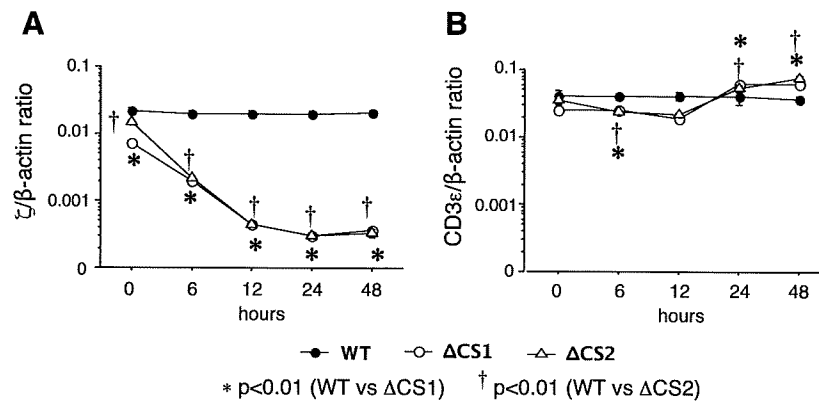 A
ζ/β-actin ratio
0.1
†
0.01
†
* *
0.001
† † †
* * *
0
0 6 12 24 48
hours
B
CD3ε/β-actin ratio
* †
0.1
† *
0.01
†
*
0.001
0
0 6 12 24 48
hours
WT ΔCS1 ΔCS2
* p<0.01 (WT vs ΔCS1) † p<0.01 (WT vs ΔCS2)